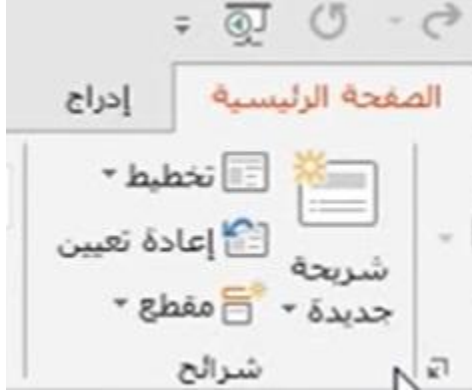 الصفحة الرئيسية
إدراج
شريحة
جديدة
تخطيط
إعادة تعيين
مقطع
شرائح